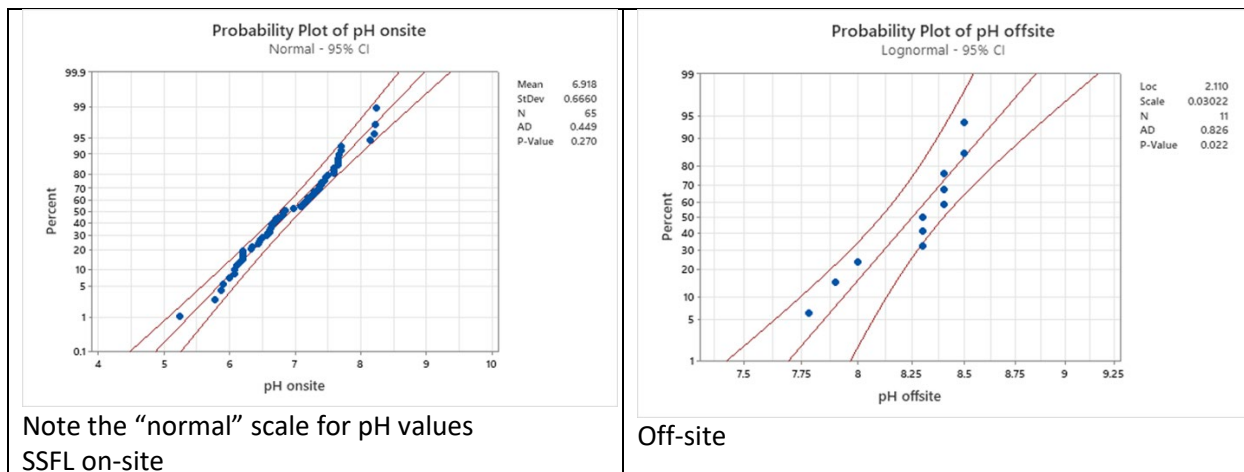 Probability Plot of pH onsite
Normal - 95% CI
99.9
99
95
90
80
70
60
50
40
30
20
10
5
1
0.1
Percent
4 5 6 7 8 9 10
pH onsite
Mean 6.918
StDev 0.6660
N 65
AD 0.449
P-Value 0.270
Note the “normal” scale for pH values
SSFL on-site
Probability Plot of pH offsite
Lognormal - 95% CI
99
95
90
80
70
60
50
40
30
20
10
5
1
Percent
7.5 7.75 8 8.25 8.5 8.75 9 9.25
pH offsite
Loc 2.110
Scale 0.03022
N 11
AD 0.826
P-Value 0.022
Off-site